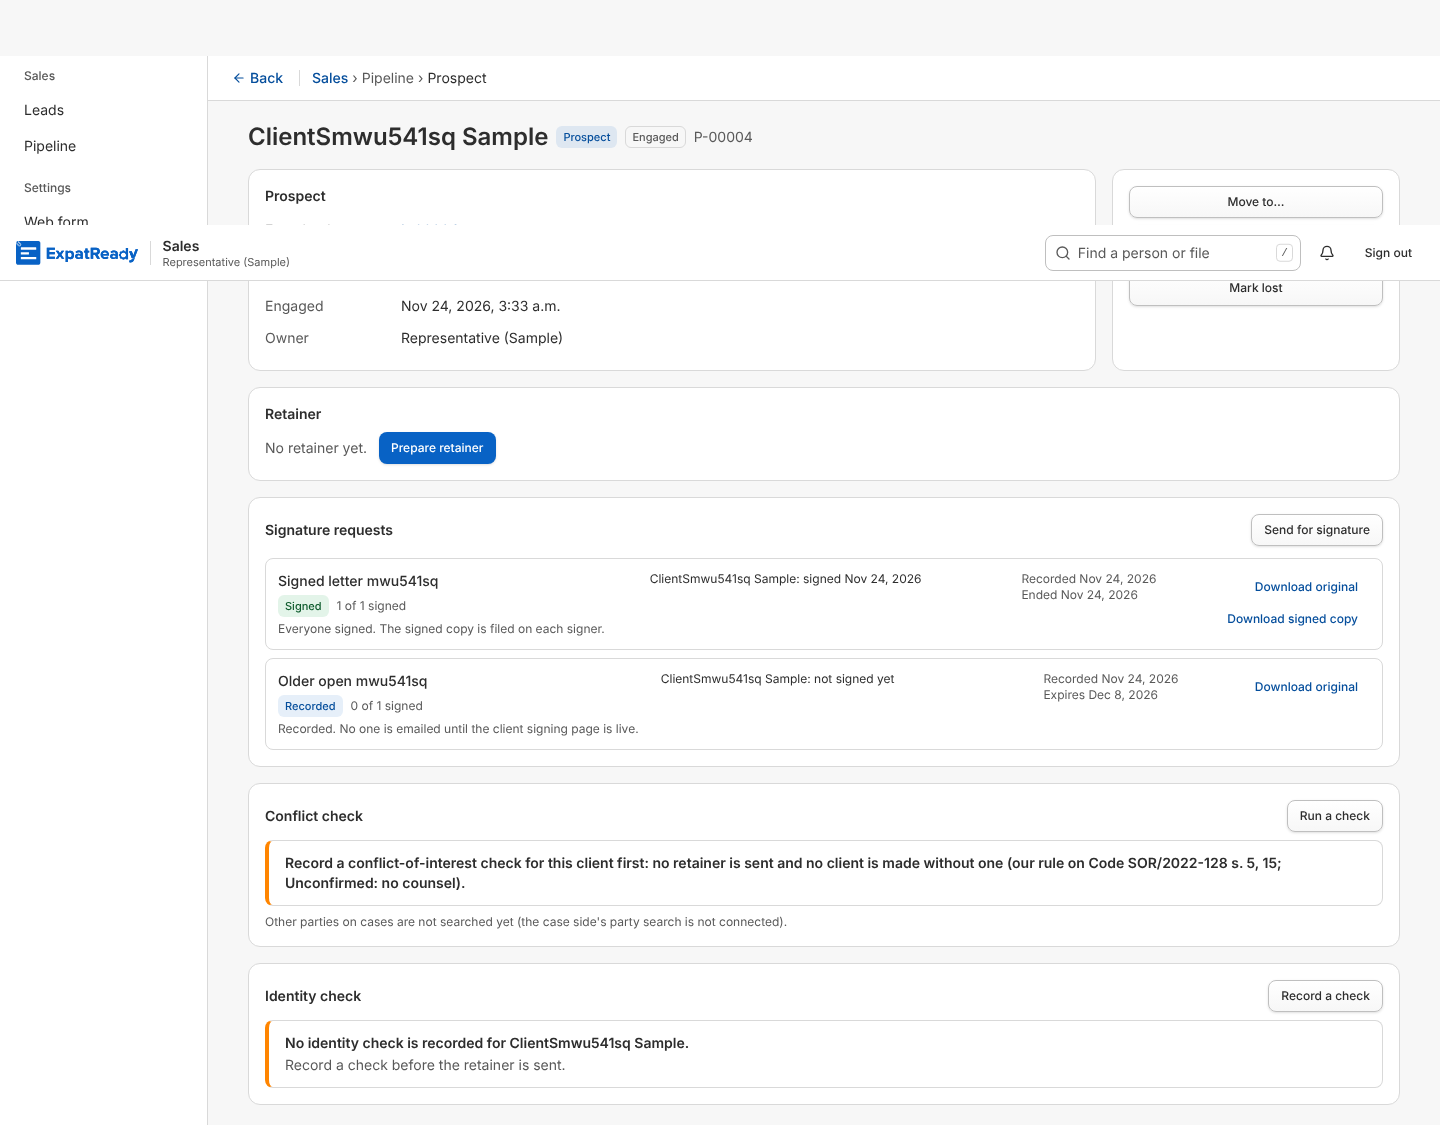 Sales
Leads
Pipeline
Settings
Web form
← Back
Sales › Pipeline › Prospect
ClientSmwu541sq Sample
Prospect
Engaged
P-00004
Prospect
Move to...
ExpatReady
Sales
Representative (Sample)
Find a person or file
/
Sign out
Mark lost
Engaged Nov 24, 2026, 3:33 a.m.
Owner Representative (Sample)
Retainer
No retainer yet.
Prepare retainer
Signature requests
Send for signature
Signed letter mwu541sq
Signed 1 of 1 signed
Everyone signed. The signed copy is filed on each signer.
ClientSmwu541sq Sample: signed Nov 24, 2026
Recorded Nov 24, 2026
Ended Nov 24, 2026
Download original
Download signed copy
Older open mwu541sq
Recorded 0 of 1 signed
Recorded. No one is emailed until the client signing page is live.
ClientSmwu541sq Sample: not signed yet
Recorded Nov 24, 2026
Expires Dec 8, 2026
Download original
Conflict check
Run a check
Record a conflict-of-interest check for this client first: no retainer is sent and no client is made without one (our rule on Code SOR/2022-128 s. 5, 15;
Unconfirmed: no counsel).
Other parties on cases are not searched yet (the case side's party search is not connected).
Identity check
Record a check
No identity check is recorded for ClientSmwu541sq Sample.
Record a check before the retainer is sent.